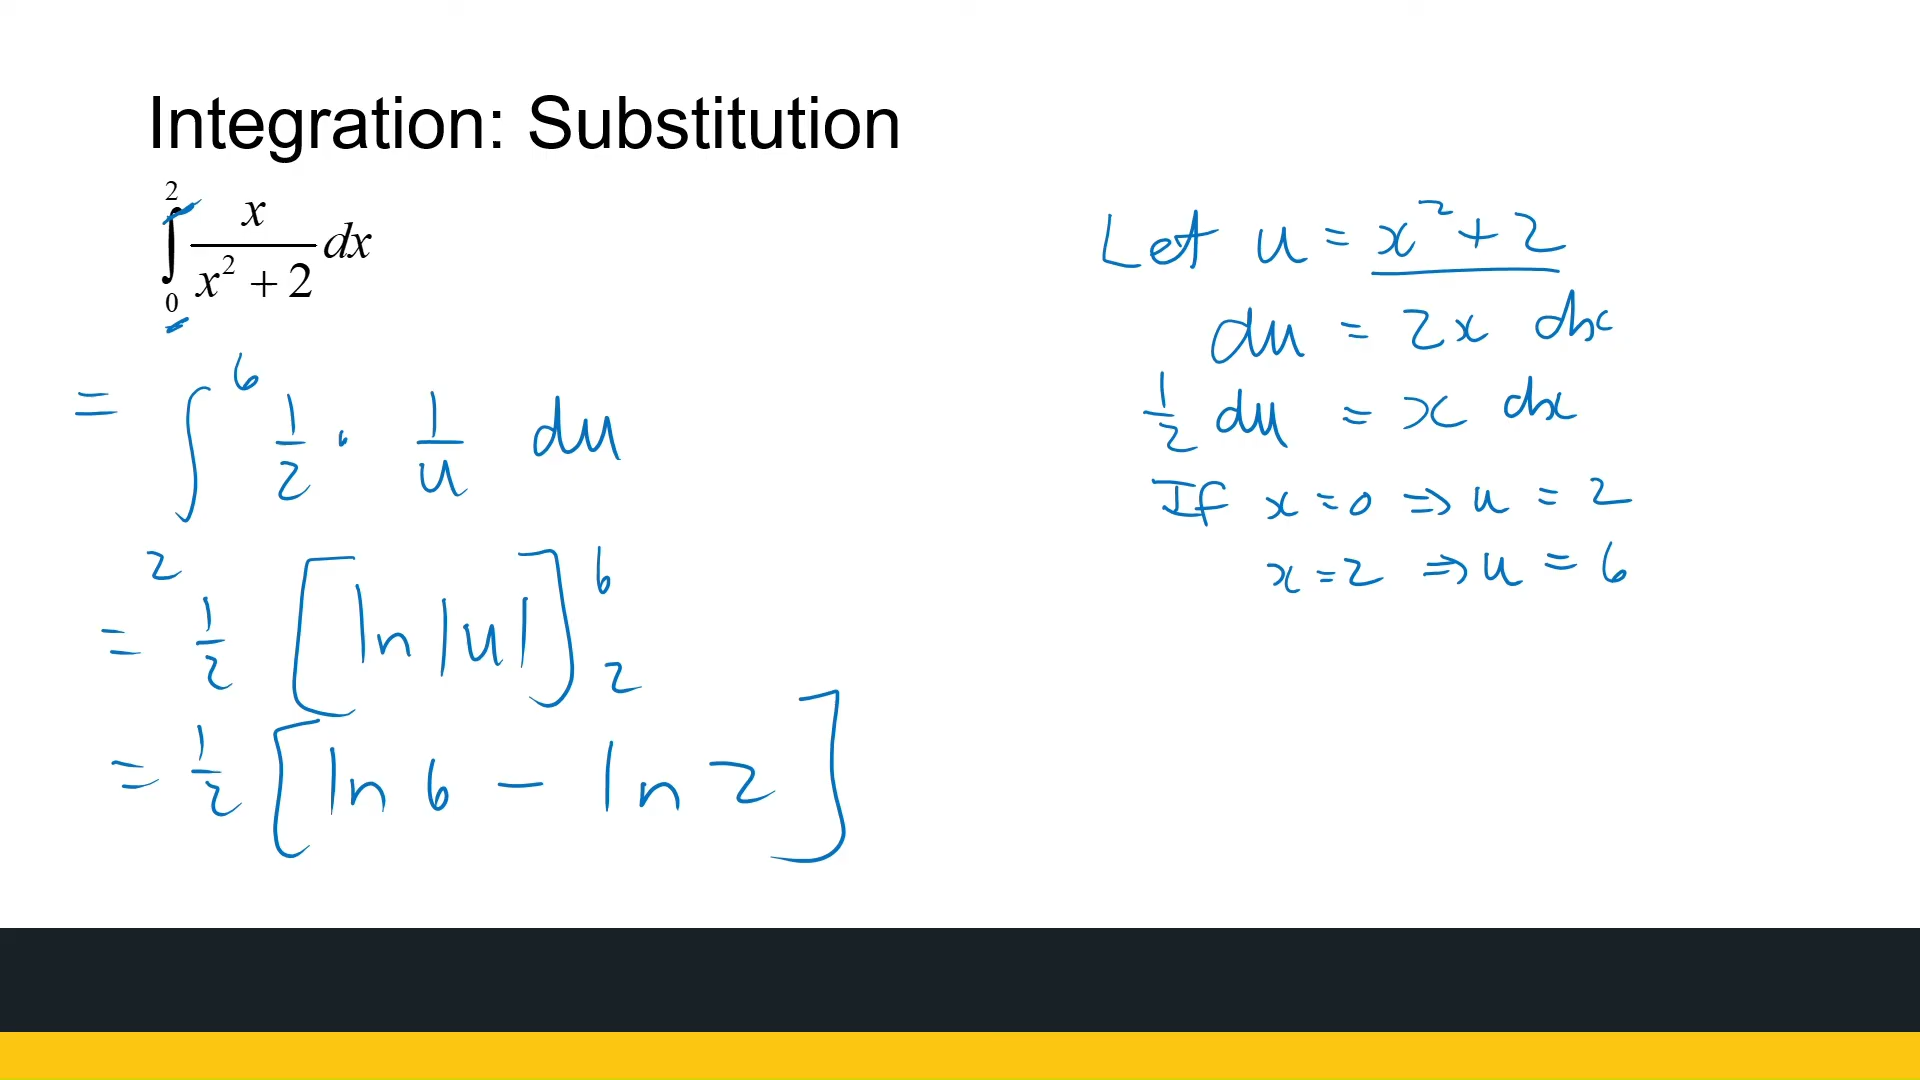 Integration: Substitution
∫₀² x/(x² + 2) dx
= ∫₂⁶ 1/2 · 1/u du
= 1/2 [ln|u|]₂⁶
= 1/2 [ln 6 – ln 2]
Let u = x² + 2
du = 2x dx
1/2 du = x dx
If x = 0 ⇒ u = 2
x = 2 ⇒ u = 6